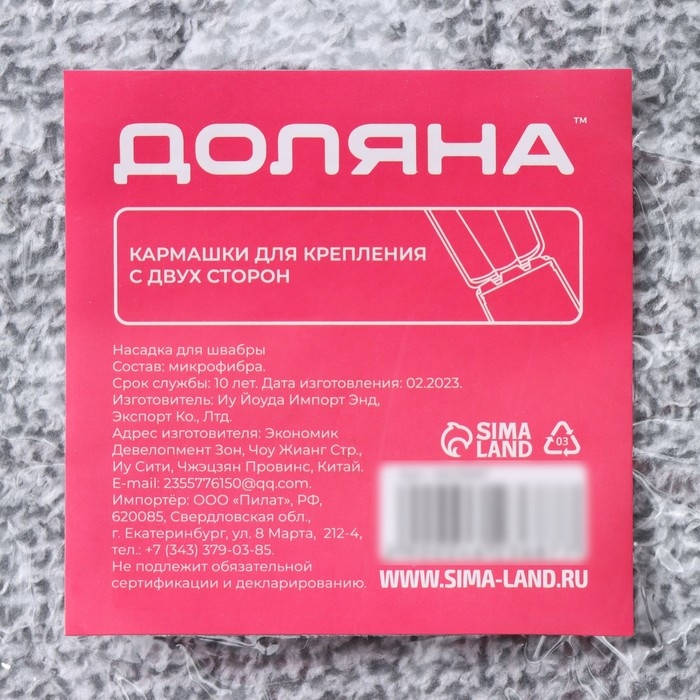 ДОЛЯНА™
КАРМАШКИ ДЛЯ КРЕПЛЕНИЯ
С ДВУХ СТОРОН
Насадка для швабры
Состав: микрофибра.
Срок службы: 10 лет. Дата изготовления: 02.2023.
Изготовитель: Иу Йоуда Импорт Энд,
Экспорт Ко., Лтд.
Адрес изготовителя: Экономик
Девелопмент Зон, Чоу Жианг Стр.,
Иу Сити, Чжэцзян Провинс, Китай.
E-mail: 2355776150@qq.com.
Импортёр: ООО «Пилат», РФ,
620085, Свердловская обл.,
г. Екатеринбург, ул. 8 Марта, 212-4,
тел.: +7 (343) 379-03-85.
Не подлежит обязательной
сертификации и декларированию.
SIMA
LAND
03
WWW.SIMA-LAND.RU